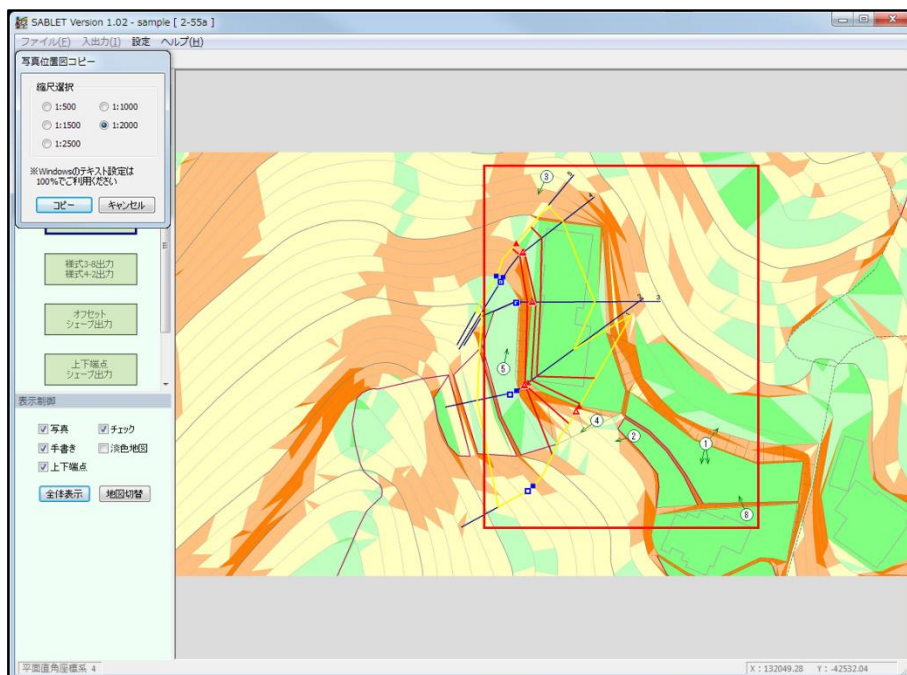 SABLET Version 1.02 - sample [ 2-55a ]
ファイル(F) 入出力(I) 設定 ヘルプ(H)
写真位置図コピー
縮尺選択
1:500 1:1000
1:1500 1:2000
1:2500
※Windowsのテキスト設定は
100%でご利用ください
コピー キャンセル
様式3-8出力
様式4-2出力
オフセット
シェープ出力
上下端点
シェープ出力
表示制御
写真 チェック
手書き 淡色地図
上下端点
全体表示 地図切替
3
5
4
2
1
8
3
平面直角座標系 4
X : 132049.28 Y : -42532.04